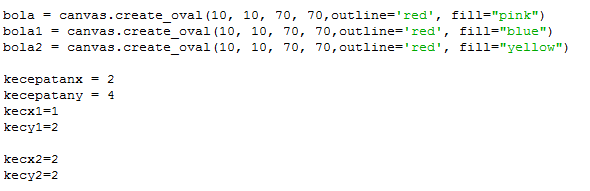 bola = canvas.create_oval(10, 10, 70, 70,outline='red', fill="pink")
bola1 = canvas.create_oval(10, 10, 70, 70,outline='red', fill="blue")
bola2 = canvas.create_oval(10, 10, 70, 70,outline='red', fill="yellow")
kecepatanx = 2
kecepatany = 4
kecx1=1
kecy1=2
kecx2=2
kecy2=2